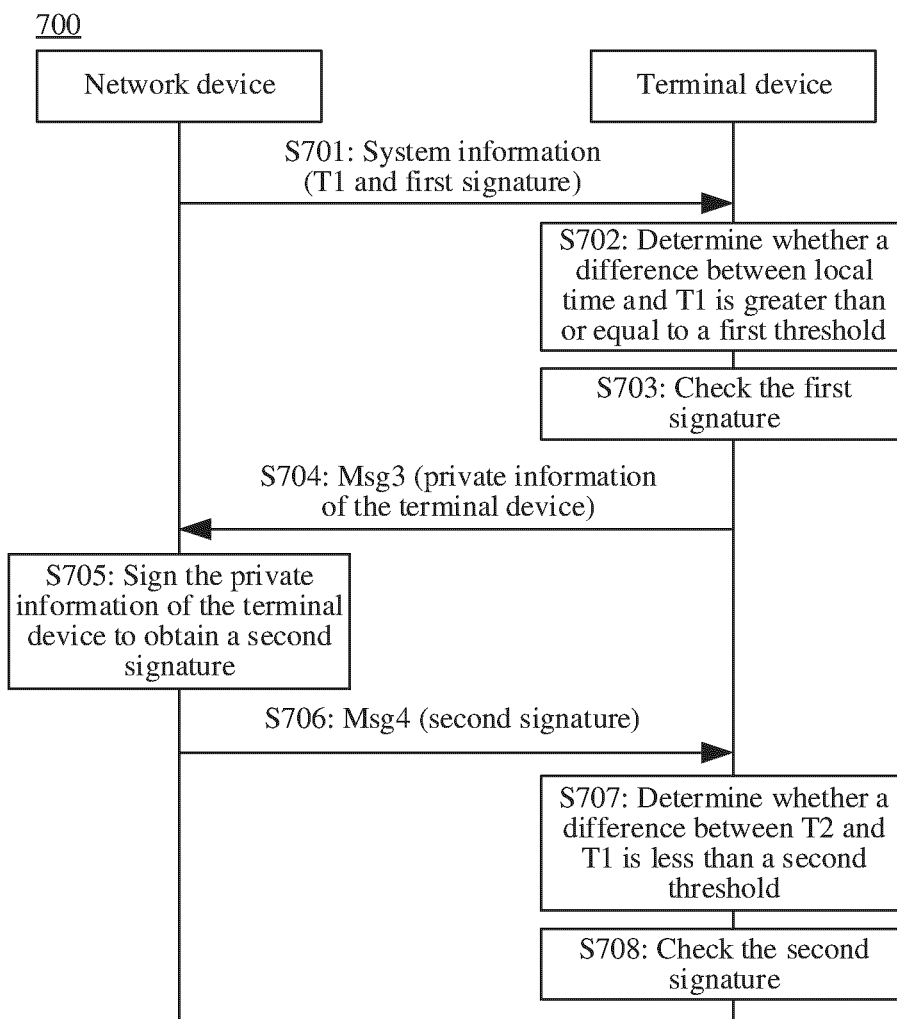 700
Network device
Terminal device
S701: System information
(T1 and first signature)
S702: Determine whether a
difference between local
time and T1 is greater than
or equal to a first threshold
S703: Check the first
signature
S704: Msg3 (private information
of the terminal device)
S705: Sign the private
information of the terminal
device to obtain a second
signature
S706: Msg4 (second signature)
S707: Determine whether a
difference between T2 and
T1 is less than a second
threshold
S708: Check the second
signature